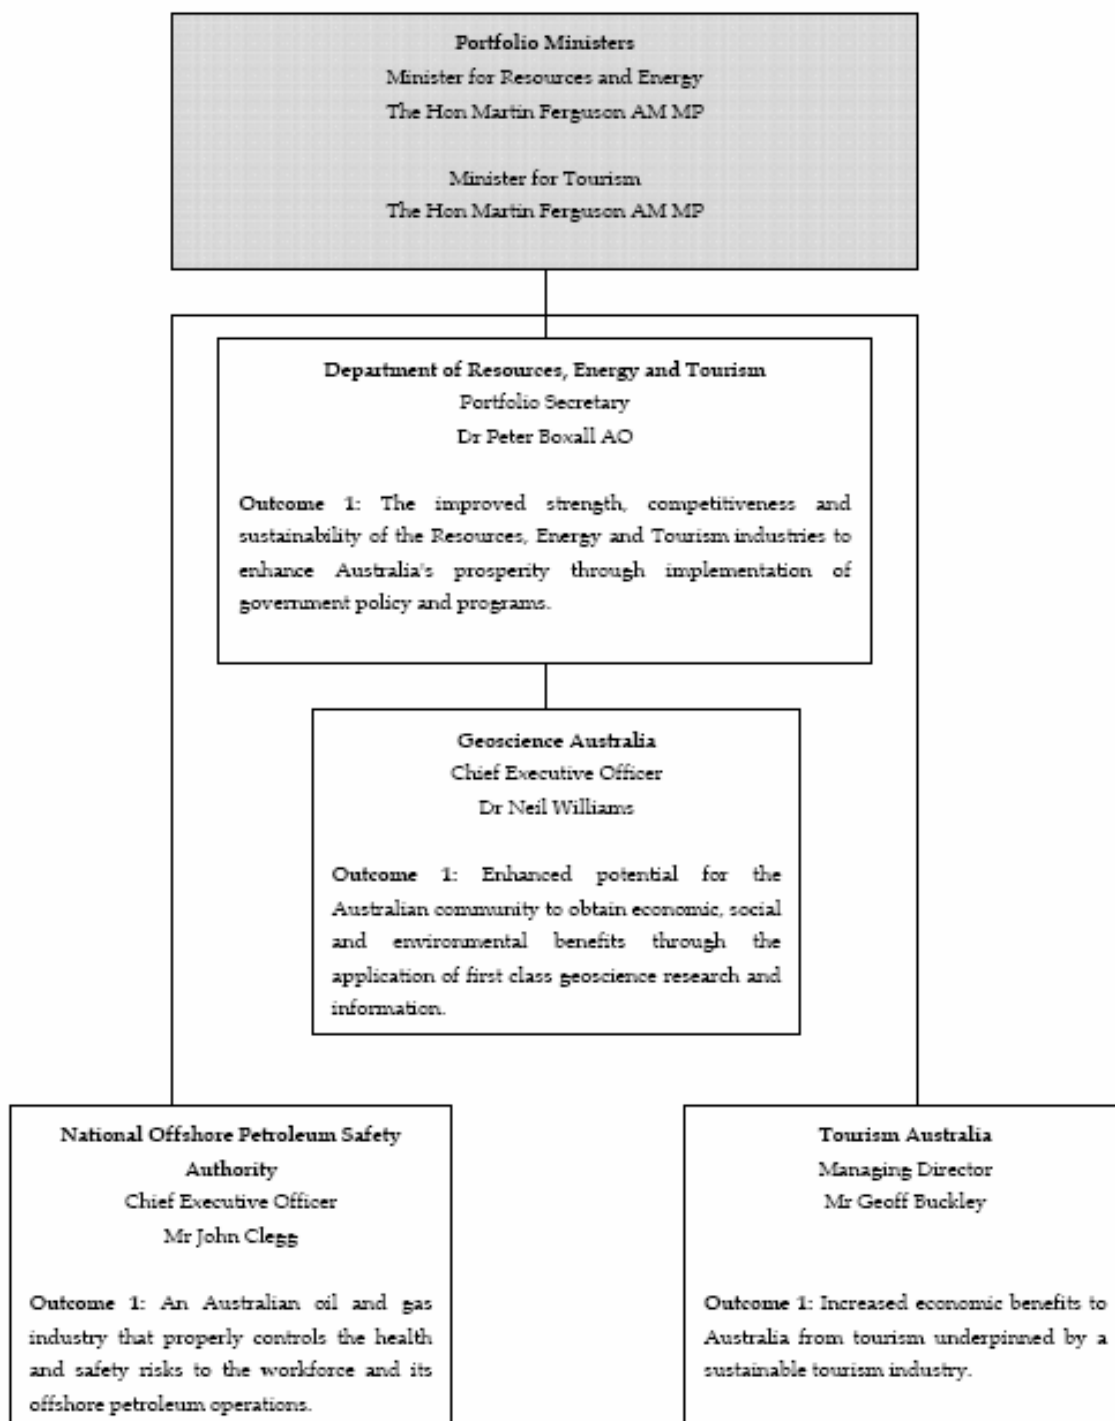 Portfolio Ministers
Minister for Resources and Energy
The Hon Martin Ferguson AM MP
Minister for Tourism
The Hon Martin Ferguson AM MP
Department of Resources, Energy and Tourism
Portfolio Secretary
Dr Peter Boxall AO
Outcome 1: The improved strength, competitiveness and
sustainability of the Resources, Energy and Tourism industries to
enhance Australia's prosperity through implementation of
government policy and programs.
Geoscience Australia
Chief Executive Officer
Dr Neil Williams
Outcome 1: Enhanced potential for the
Australian community to obtain economic, social
and environmental benefits through the
application of first class geoscience research and
information.
National Offshore Petroleum Safety
Authority
Chief Executive Officer
Mr John Clegg
Outcome 1: An Australian oil and gas
industry that properly controls the health
and safety risks to the workforce and its
offshore petroleum operations.
Tourism Australia
Managing Director
Mr Geoff Buckley
Outcome 1: Increased economic benefits to
Australia from tourism underpinned by a
sustainable tourism industry.